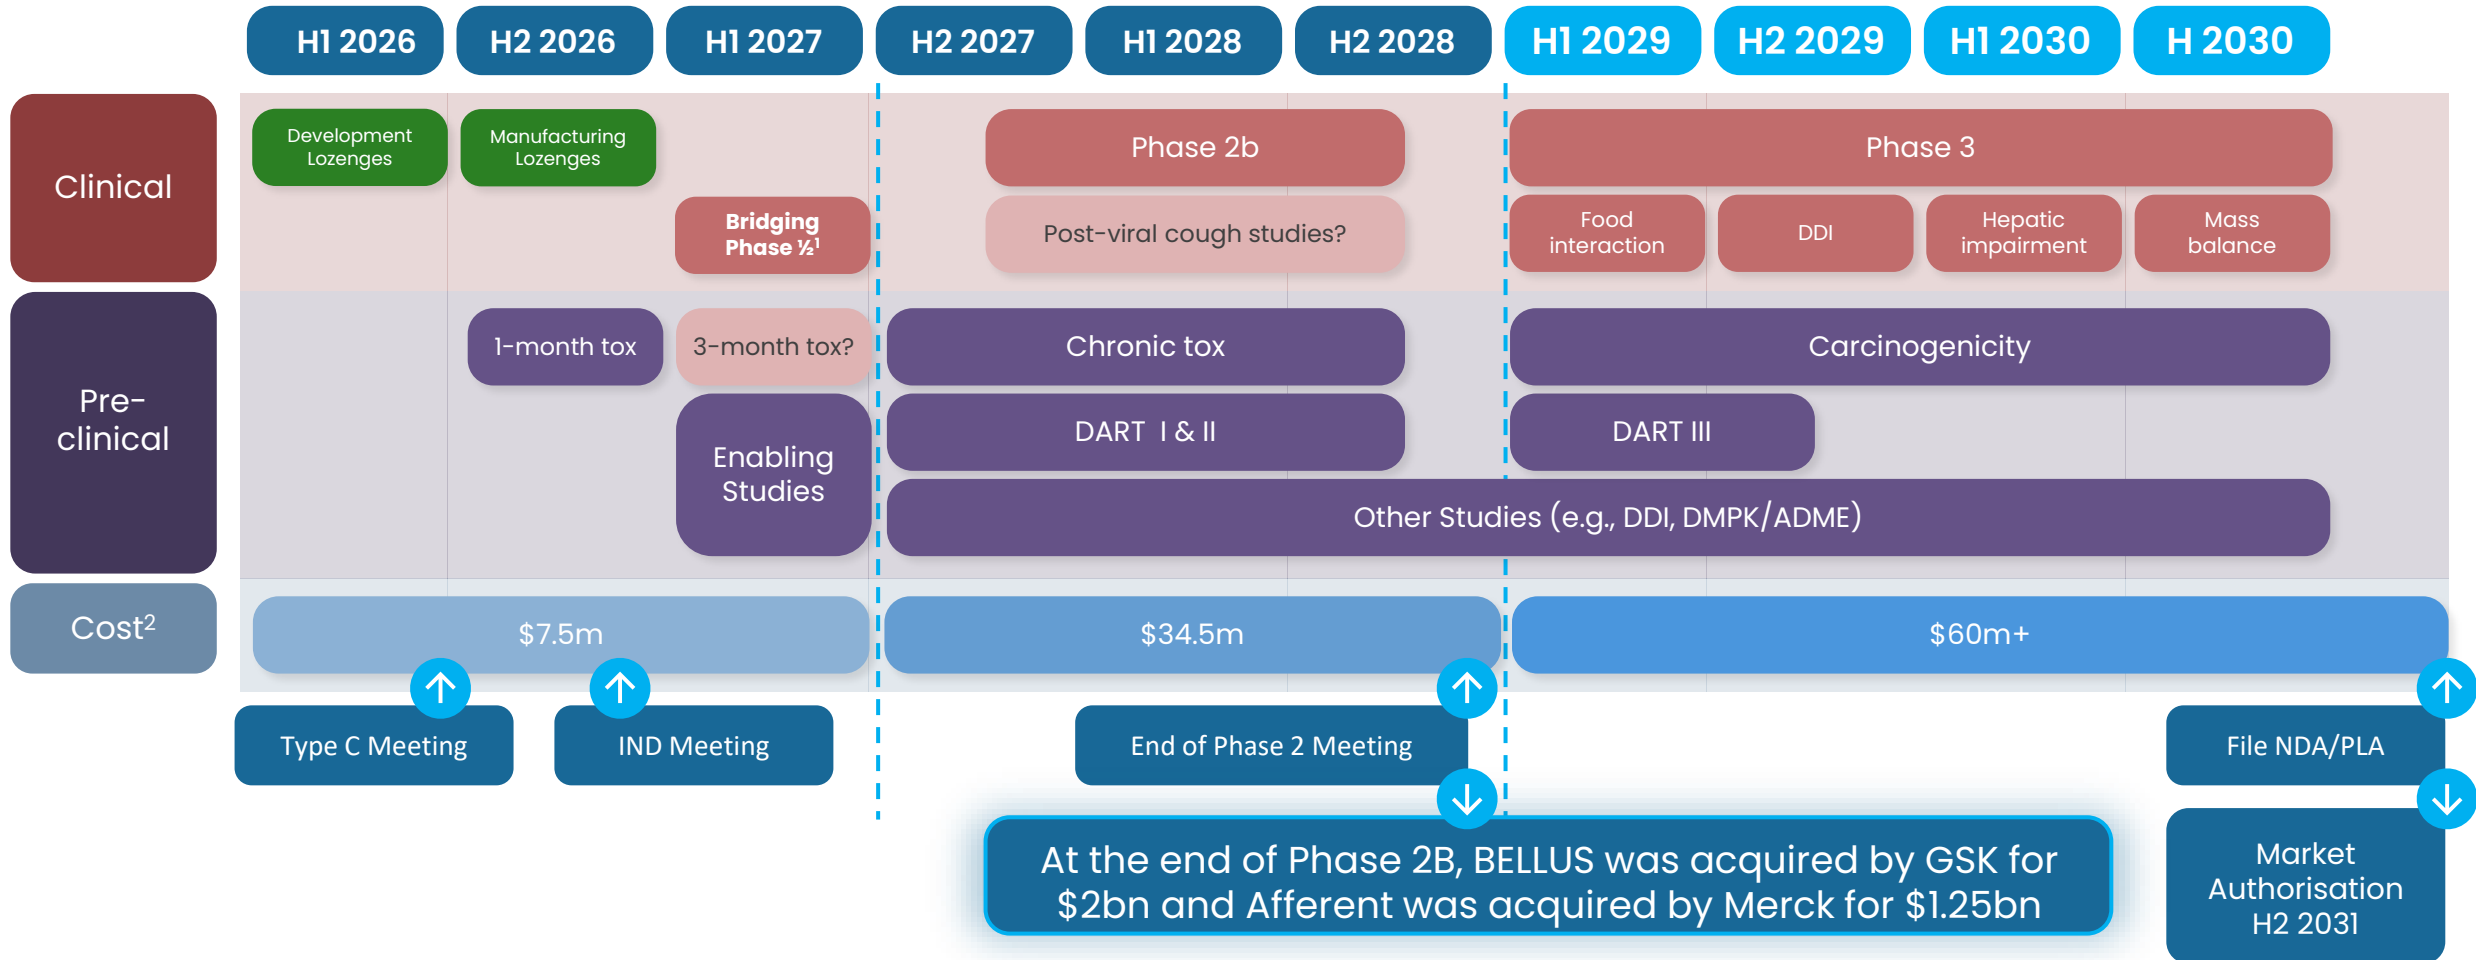 H1 2026
H2 2026
H1 2027
H2 2027
H1 2028
H2 2028
H1 2029
H2 2029
H1 2030
H 2030
Clinical
Development
Lozenges
Manufacturing
Lozenges
Phase 2b
Phase 3
Bridging
Phase ½¹
Post-viral cough studies?
Food
interaction
DDI
Hepatic
impairment
Mass
balance
Pre-
clinical
1-month tox
3-month tox?
Chronic tox
Carcinogenicity
Enabling
Studies
DART I & II
DART III
Other Studies (e.g., DDI, DMPK/ADME)
Cost²
$7.5m
$34.5m
$60m+
Type C Meeting
IND Meeting
End of Phase 2 Meeting
File NDA/PLA
At the end of Phase 2B, BELLUS was acquired by GSK for
$2bn and Afferent was acquired by Merck for $1.25bn
Market
Authorisation
H2 2031